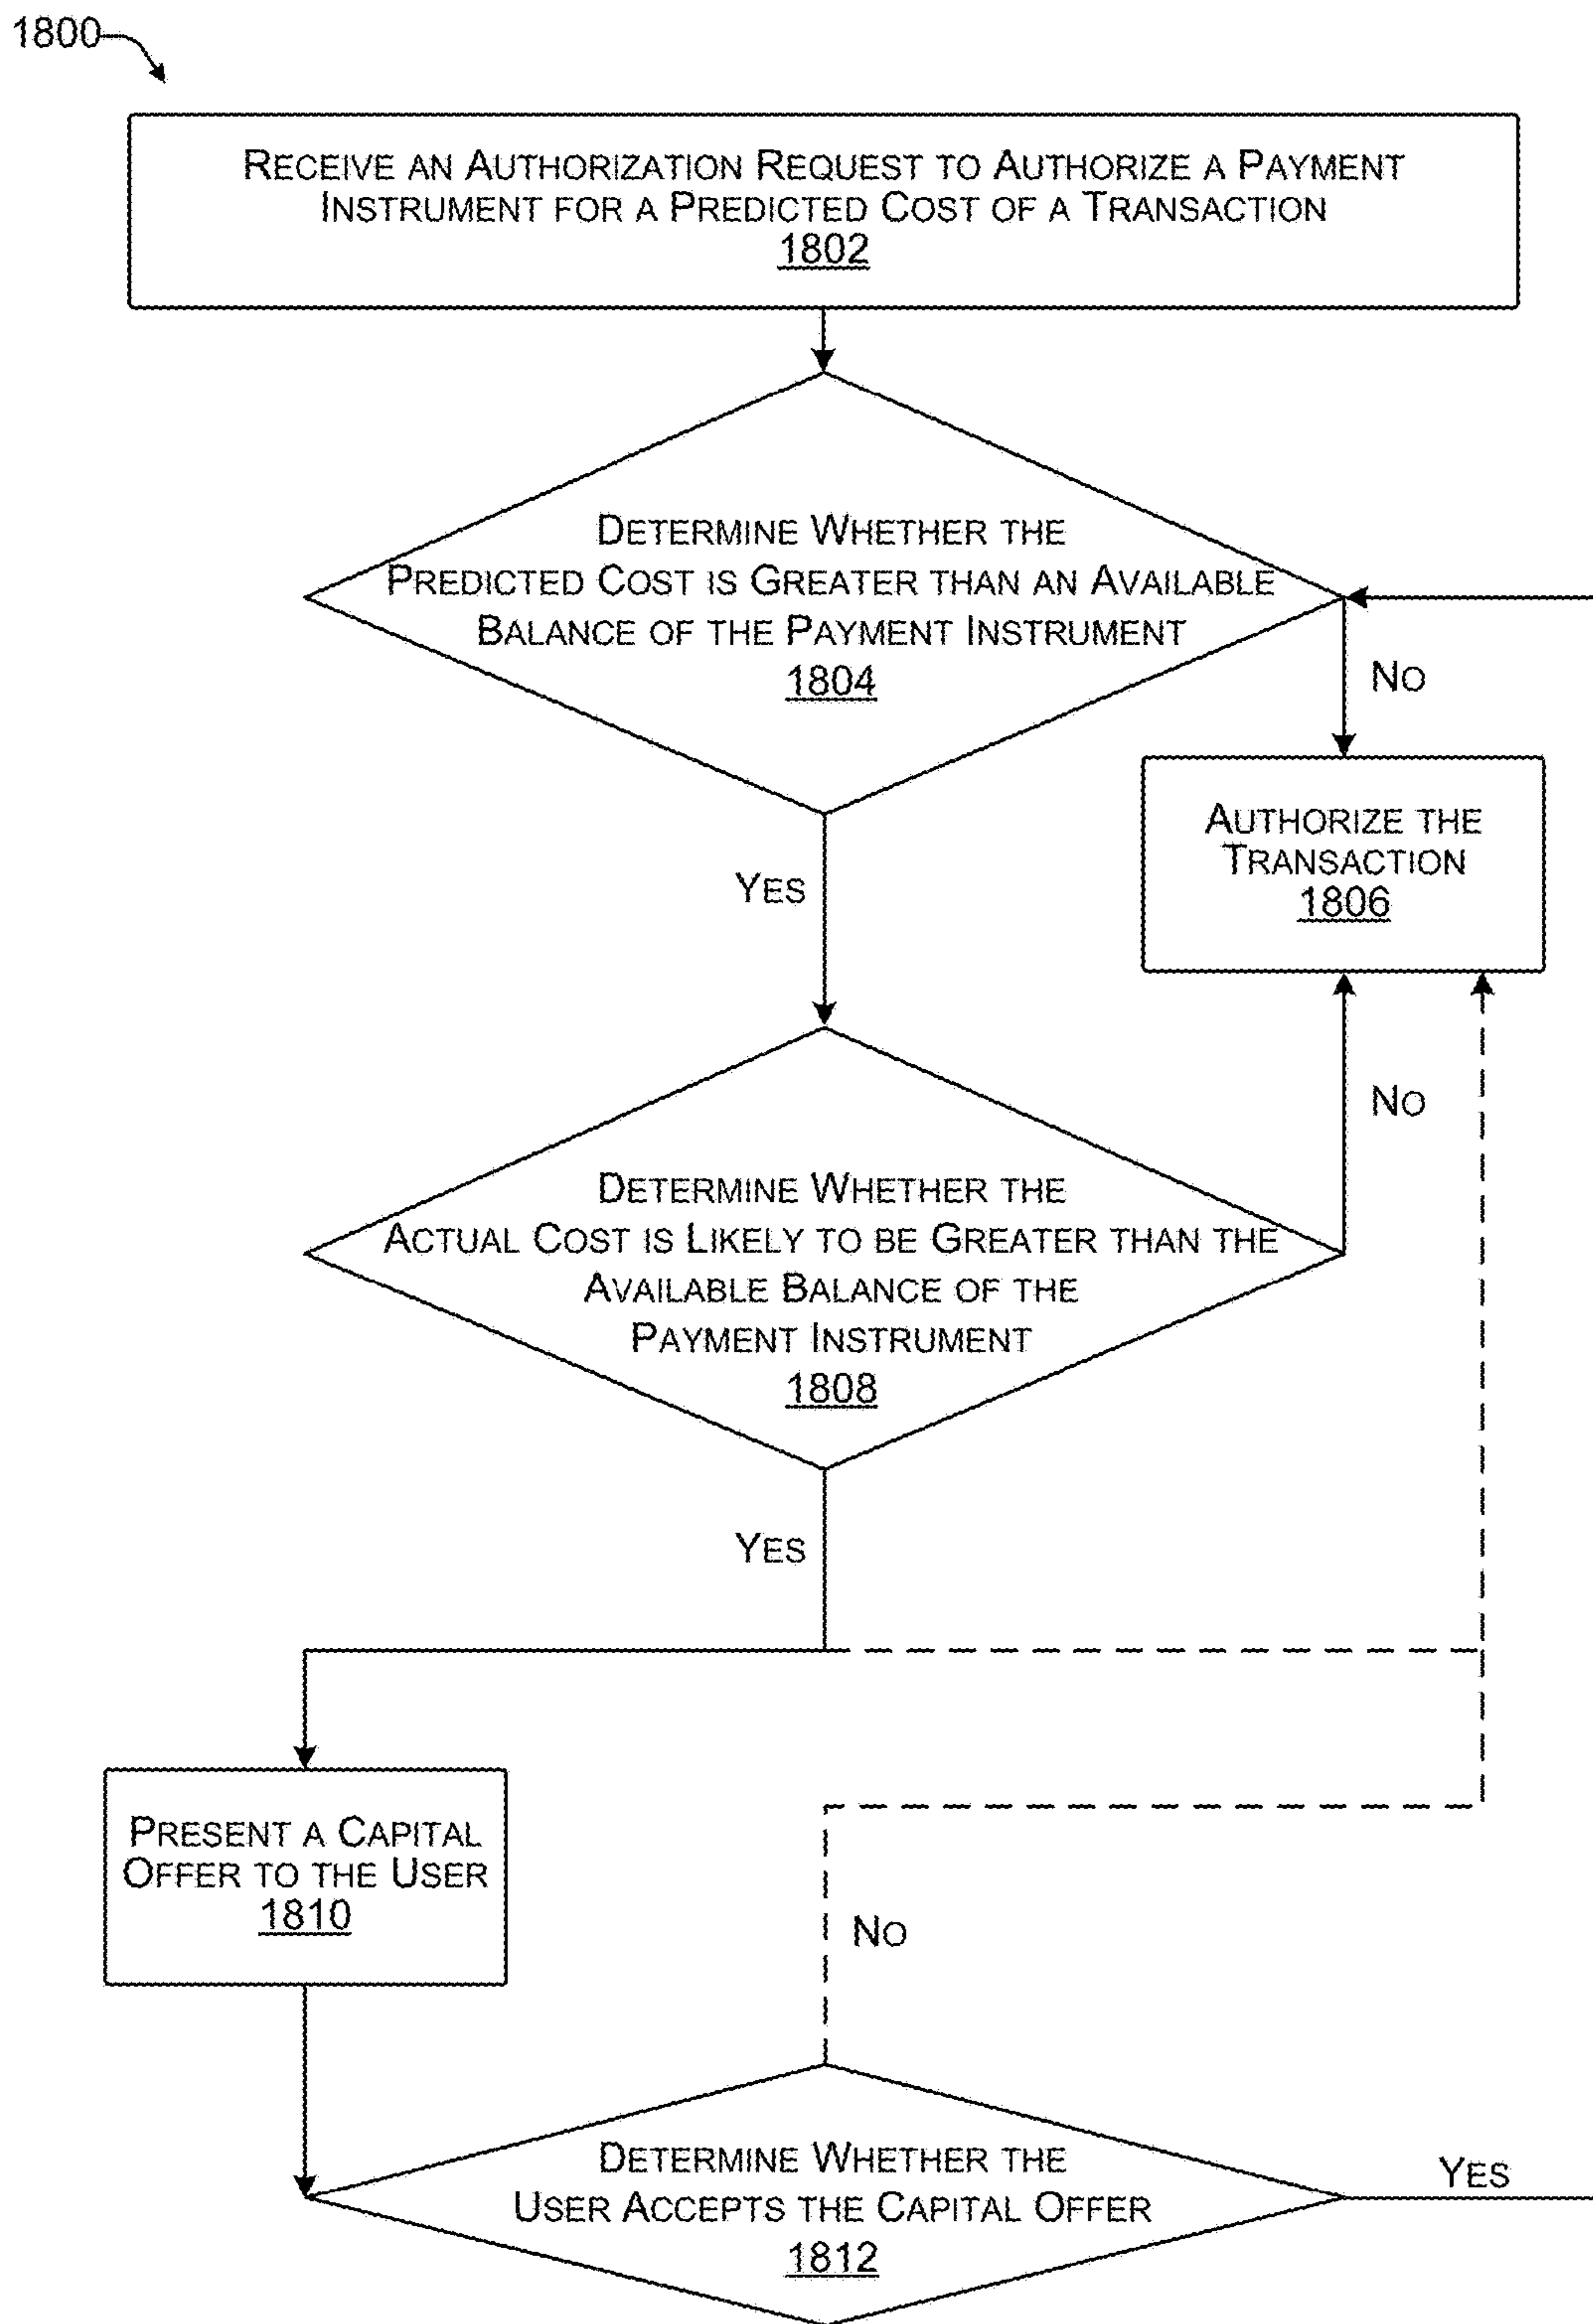 1800
RECEIVE AN AUTHORIZATION REQUEST TO AUTHORIZE A PAYMENT
INSTRUMENT FOR A PREDICTED COST OF A TRANSACTION
1802
DETERMINE WHETHER THE
PREDICTED COST IS GREATER THAN AN AVAILABLE
BALANCE OF THE PAYMENT INSTRUMENT
1804
NO
AUTHORIZE THE
TRANSACTION
1806
YES
NO
DETERMINE WHETHER THE
ACTUAL COST IS LIKELY TO BE GREATER THAN THE
AVAILABLE BALANCE OF THE
PAYMENT INSTRUMENT
1808
YES
PRESENT A CAPITAL
OFFER TO THE USER
1810
NO
DETERMINE WHETHER THE
USER ACCEPTS THE CAPITAL OFFER
1812
YES